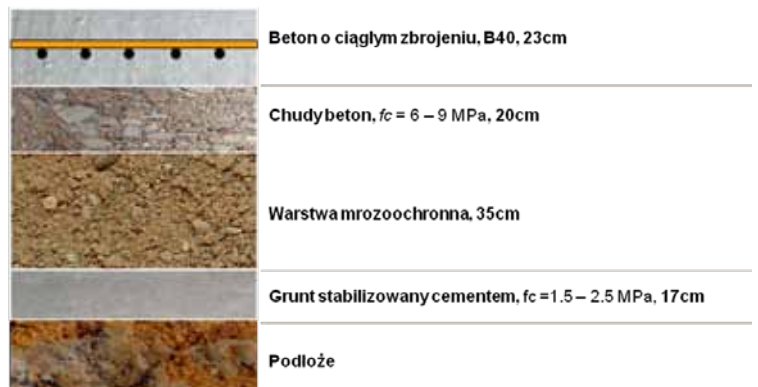 Beton o ciągłym zbrojeniu, B40, 23cm
Chudy beton, fc = 6 – 9 MPa, 20cm
Warstwa mrozoochronna, 35cm
Grunt stabilizowany cementem, fc =1.5 – 2.5 MPa, 17cm
Podłoże